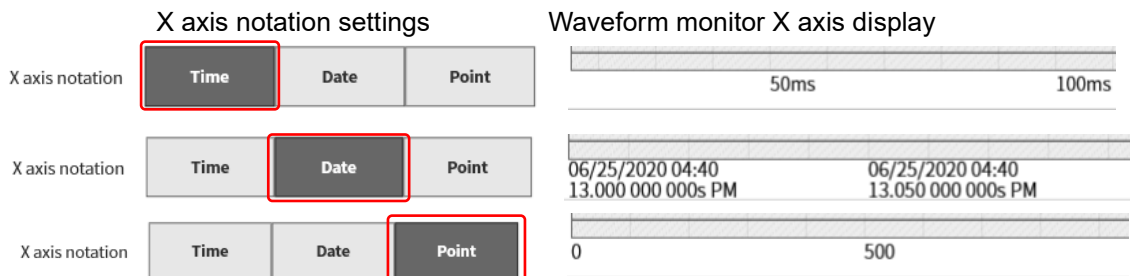 X axis notation settings
Waveform monitor X axis display
X axis notation
Time
Date
Point
50ms
100ms
X axis notation
Time
Date
Point
06/25/2020 04:40
13.000 000 000s PM
06/25/2020 04:40
13.050 000 000s PM
X axis notation
Time
Date
Point
0
500